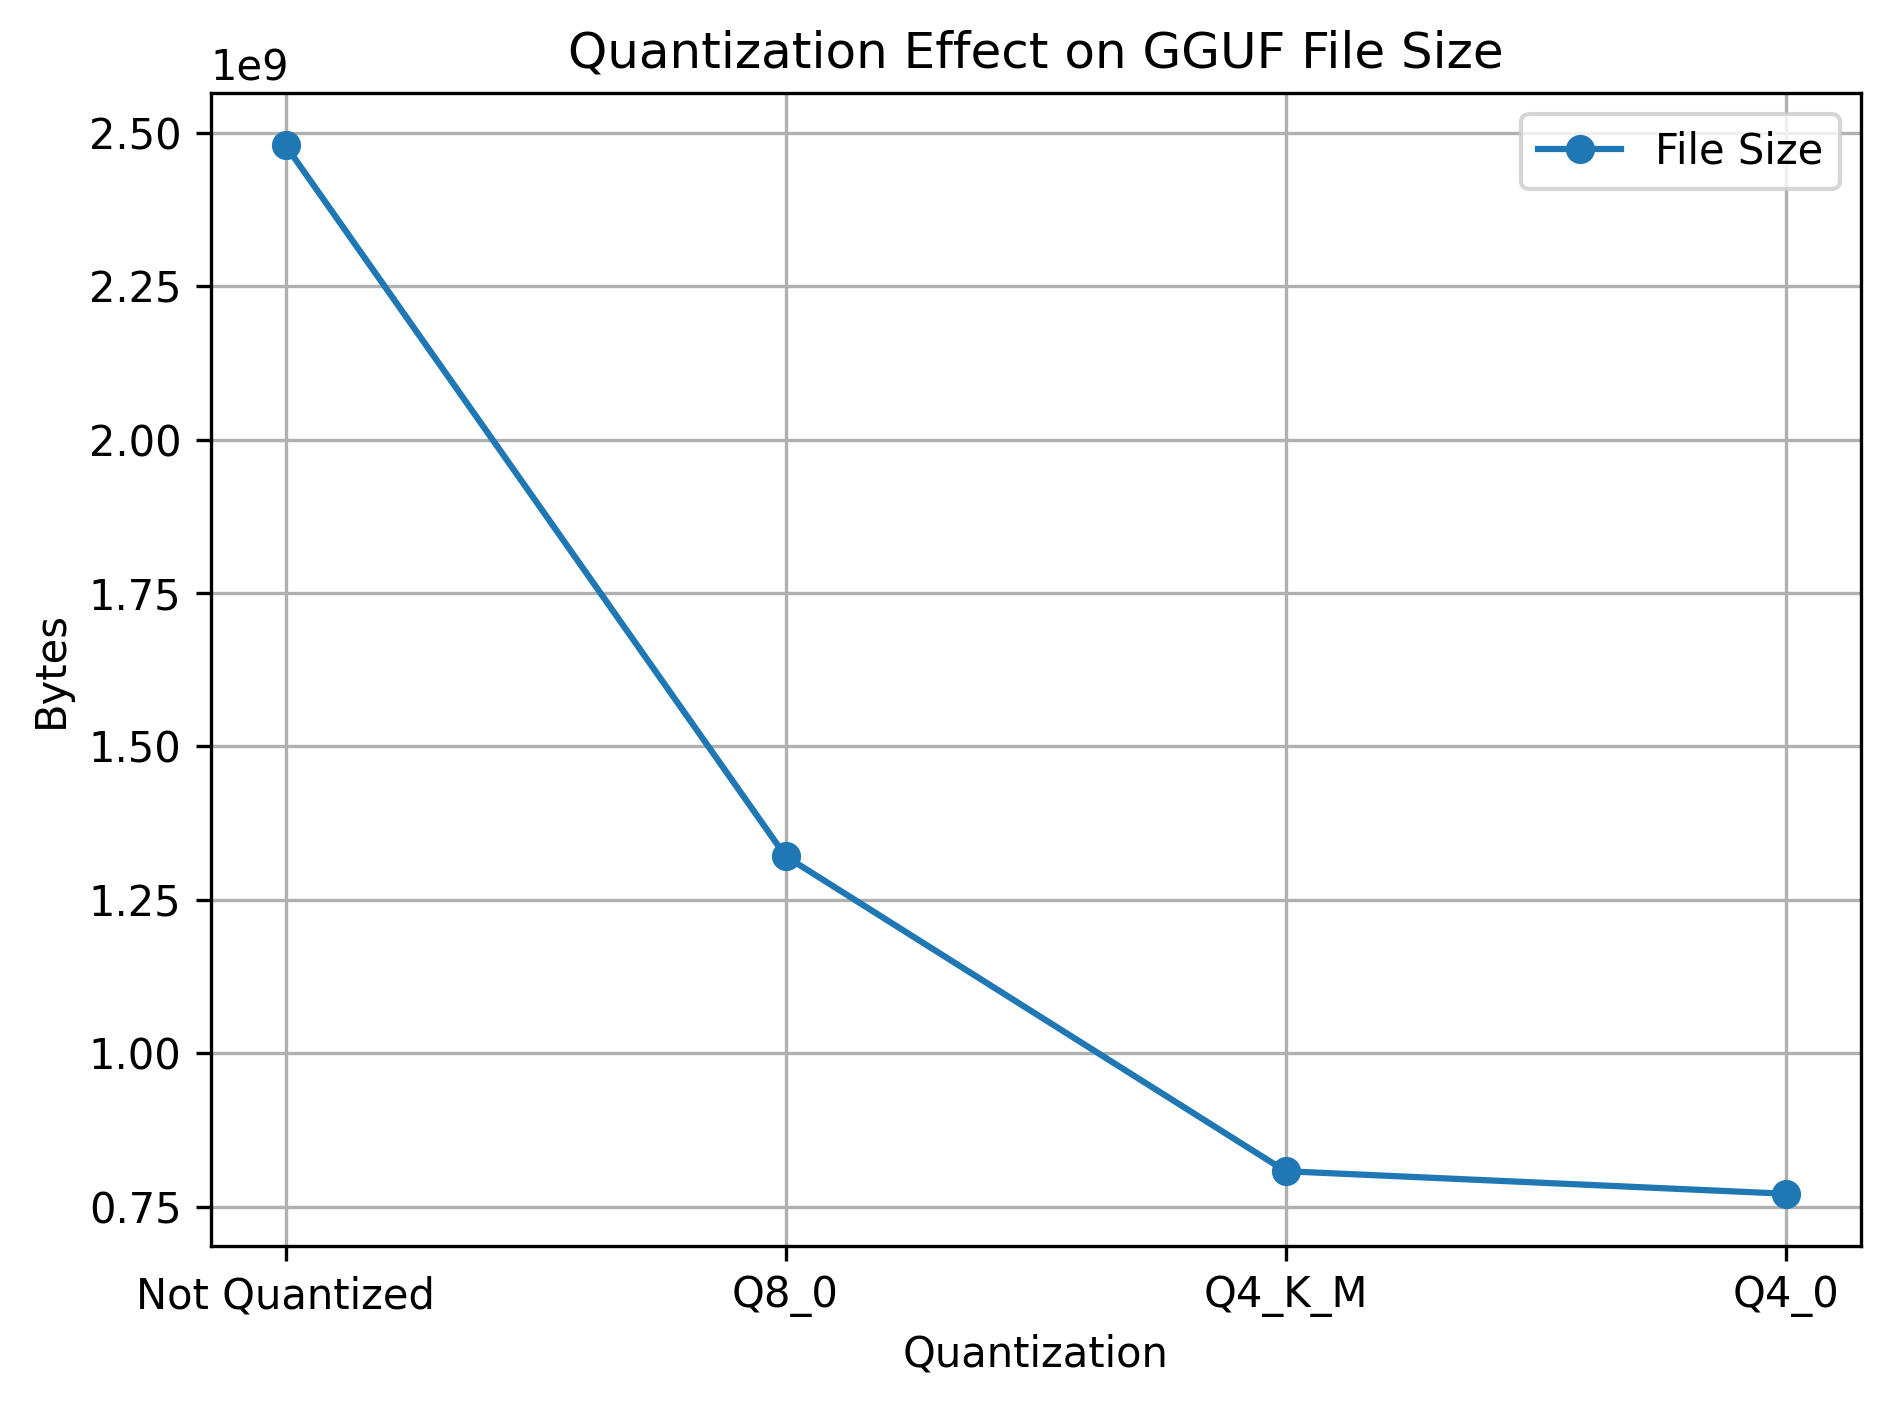 Quantization Effect on GGUF File Size
1e9
File Size
2.50
2.25
2.00
1.75
1.50
1.25
1.00
0.75
Bytes
Not Quantized
Q8_0
Q4_K_M
Q4_0
Quantization